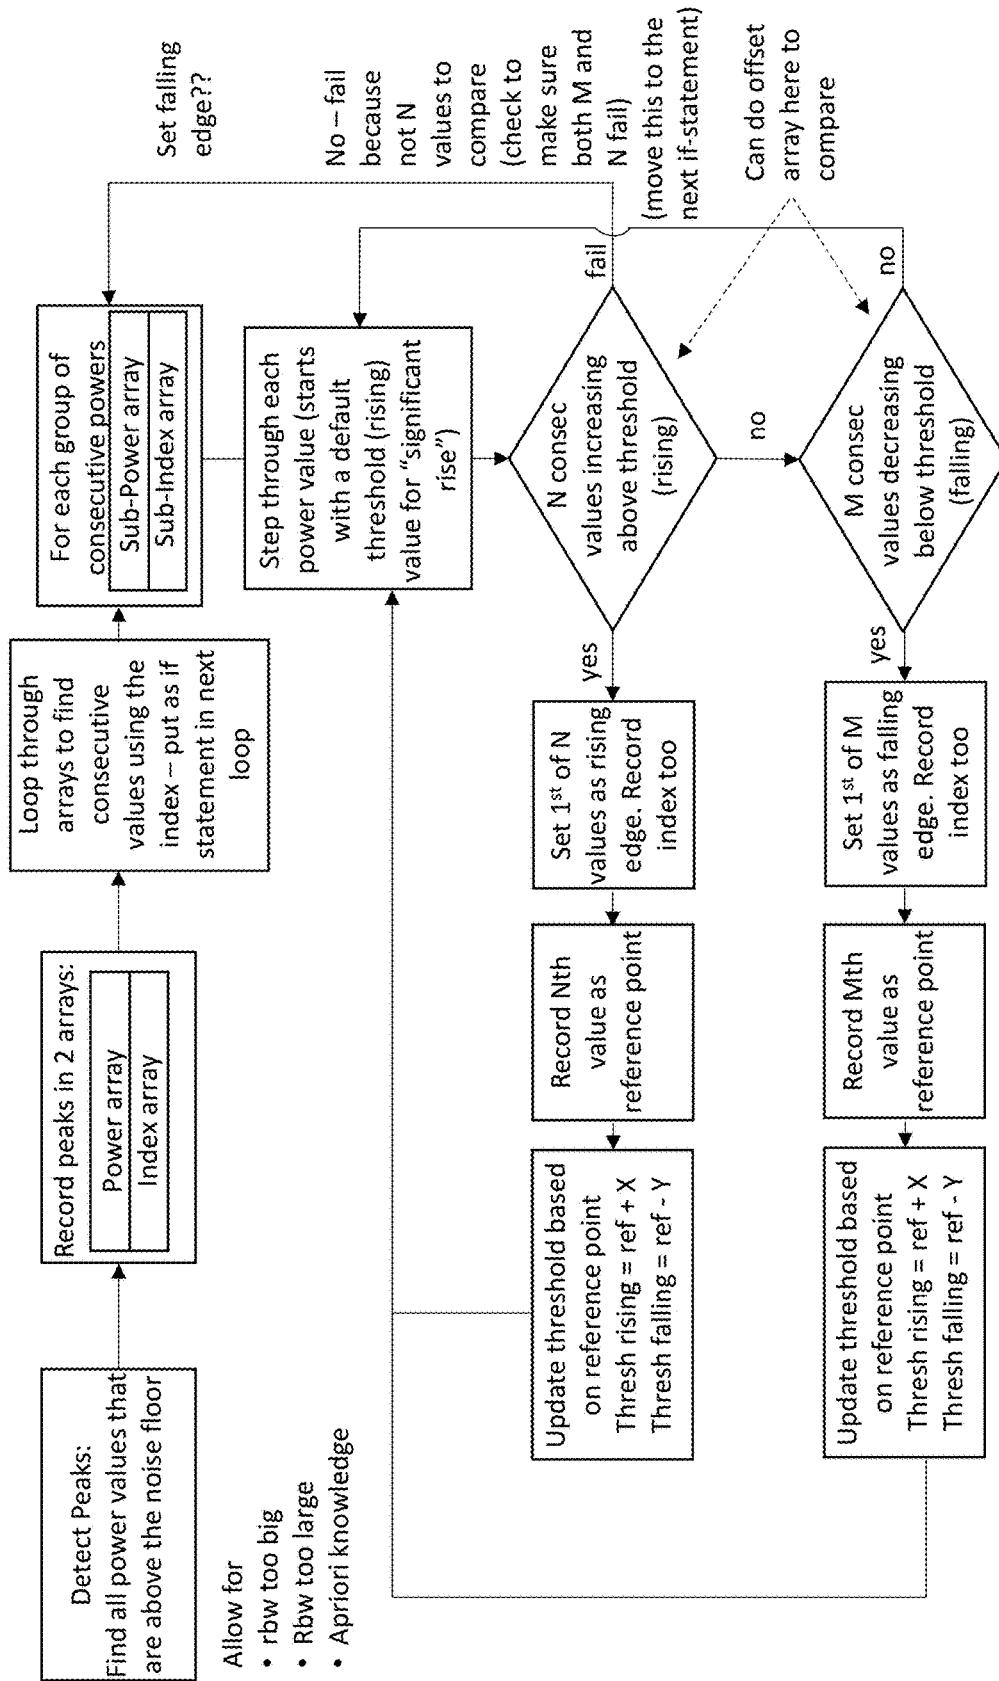 Detect Peaks:
Find all power values that
are above the noise floor
Allow for
• rbw too big
• Rbw too large
• Apriori knowledge
Record peaks in 2 arrays:
Power array
Index array
Loop through
arrays to find
consecutive
values using the
index – put as if
statement in next
loop
For each group of
consecutive powers
Sub-Power array
Sub-Index array
Set falling
edge??
Step through each
power value (starts
with a default
threshold (rising)
value for “significant
rise”)
No – fail
because
not N
values to
compare
(check to
make sure
both M and
N fail)
(move this to the
next if-statement)
N consec
values increasing
above threshold
(rising)
fail
yes
no
Can do offset
array here to
compare
Set 1st of N
values as rising
edge. Record
index too
Record Nth
value as
reference point
Update threshold based
on reference point
Thresh rising = ref + X
Thresh falling = ref - Y
M consec
values decreasing
below threshold
(falling)
no
yes
Set 1st of M
values as falling
edge. Record
index too
Record Mth
value as
reference point
Update threshold based
on reference point
Thresh rising = ref + X
Thresh falling = ref - Y